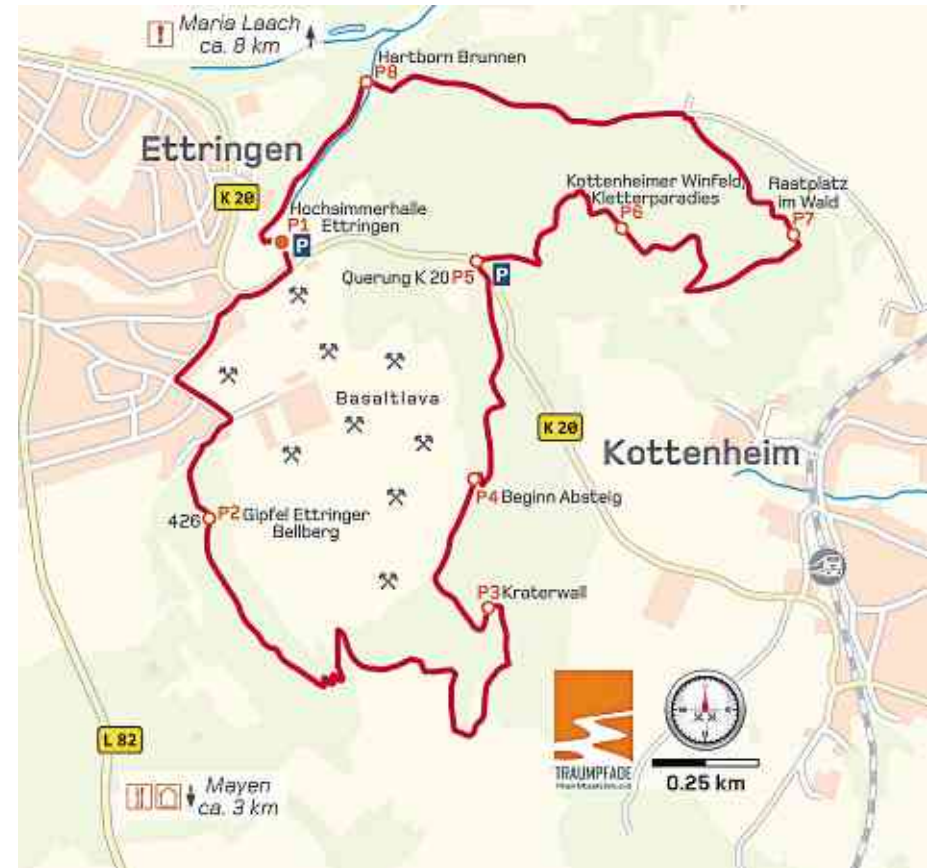 Maria Laach
ca. 8 km
Hartborn Brunnen
P8
Ettringen
K 20
Hochsimmerhalle
P1
Ettringen
P
Kottenheimer Winfeld,
Kletterparadies
P6
Rastplatz
im Wald
P7
Querung K 20 P5
P
Basaltlava
K 20
Kottenheim
P4 Beginn Absteig
426 P2 Gipfel Ettringer
Bellberg
P3 Kraterwall
L 82
Mayen
ca. 3 km
TRAUMPFADE
0.25 km